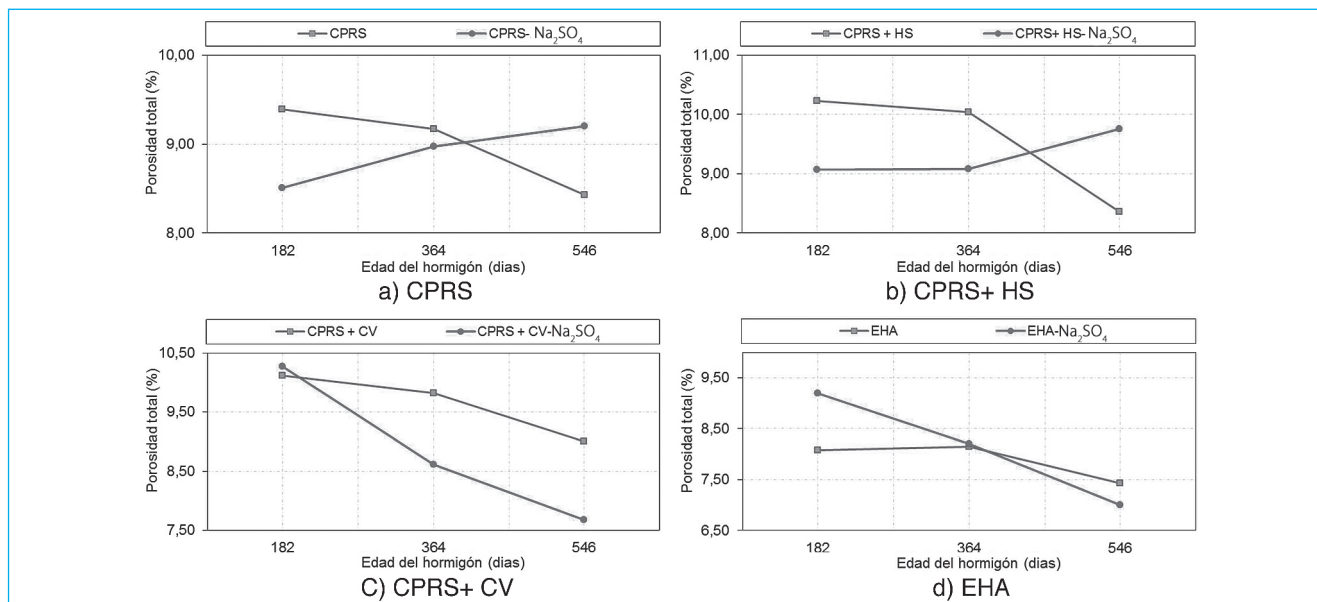 CPRS CPRS- Na₂SO₄
Porosidad total (%)
10,00
9,00
8,00
182 364 546
Edad del hormigón (dias)
a) CPRS
CPRS + HS CPRS+ HS- Na₂SO₄
Porosidad total (%)
11,00
10,00
9,00
8,00
182 364 546
Edad del hormigón (dias)
b) CPRS+ HS
CPRS + CV CPRS + CV-Na₂SO₄
Porosidad total (%)
10,50
9,50
8,50
7,50
182 364 546
Edad del hormigón (dias)
C) CPRS+ CV
EHA EHA-Na₂SO₄
Porosidad total (%)
9,50
8,50
7,50
6,50
182 364 546
Edad del hormigón (dias)
d) EHA